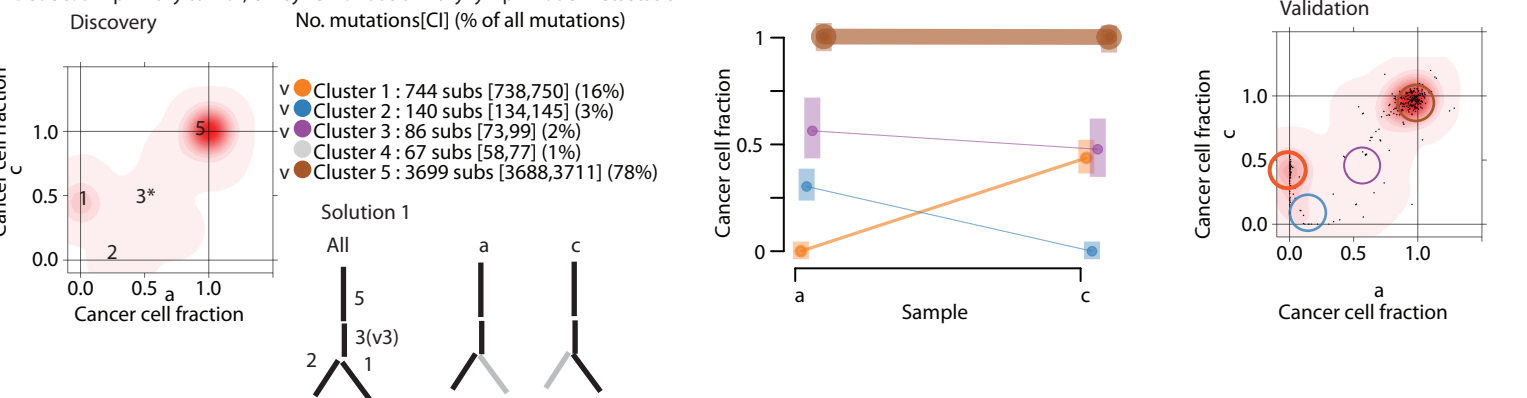 Discovery
No. mutations[CI] (% of all mutations)
Validation
1.0
0.5
0.0
0.0 0.5 1.0
a
Cancer cell fraction
c
1
2
3*
5
v Cluster 1 : 744 subs [738,750] (16%)
v Cluster 2 : 140 subs [134,145] (3%)
v Cluster 3 : 86 subs [73,99] (2%)
Cluster 4 : 67 subs [58,77] (1%)
v Cluster 5 : 3699 subs [3688,3711] (78%)
Solution 1
All a c
5
3(v3)
2 1
Cancer cell fraction
1
0.5
0
a c
Sample
Cancer cell fraction
c
1.0
0.5
0.0
0.0 0.5 1.0
a
Cancer cell fraction